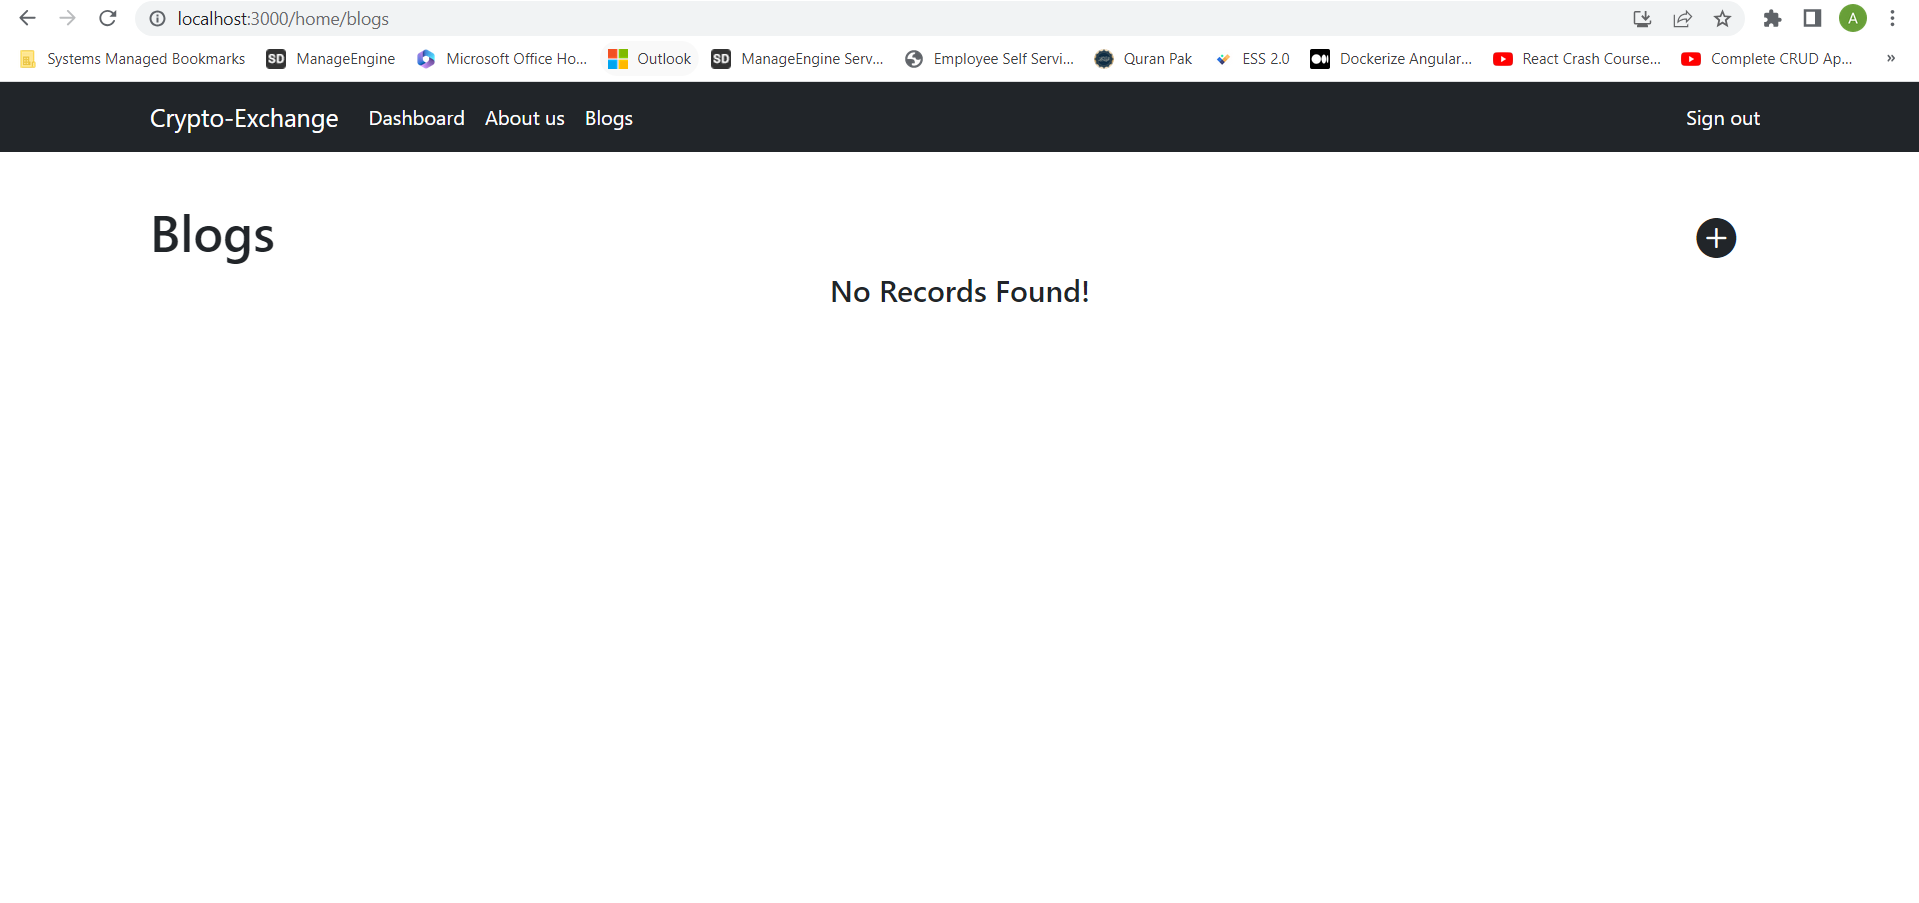 localhost:3000/home/blogs
A
Systems Managed Bookmarks SD ManageEngine Microsoft Office Ho... Outlook SD ManageEngine Serv... Employee Self Servi... Quran Pak ESS 2.0 Dockerize Angular... React Crash Course... Complete CRUD Ap... »
Crypto-Exchange Dashboard About us Blogs Sign out
Blogs
No Records Found!